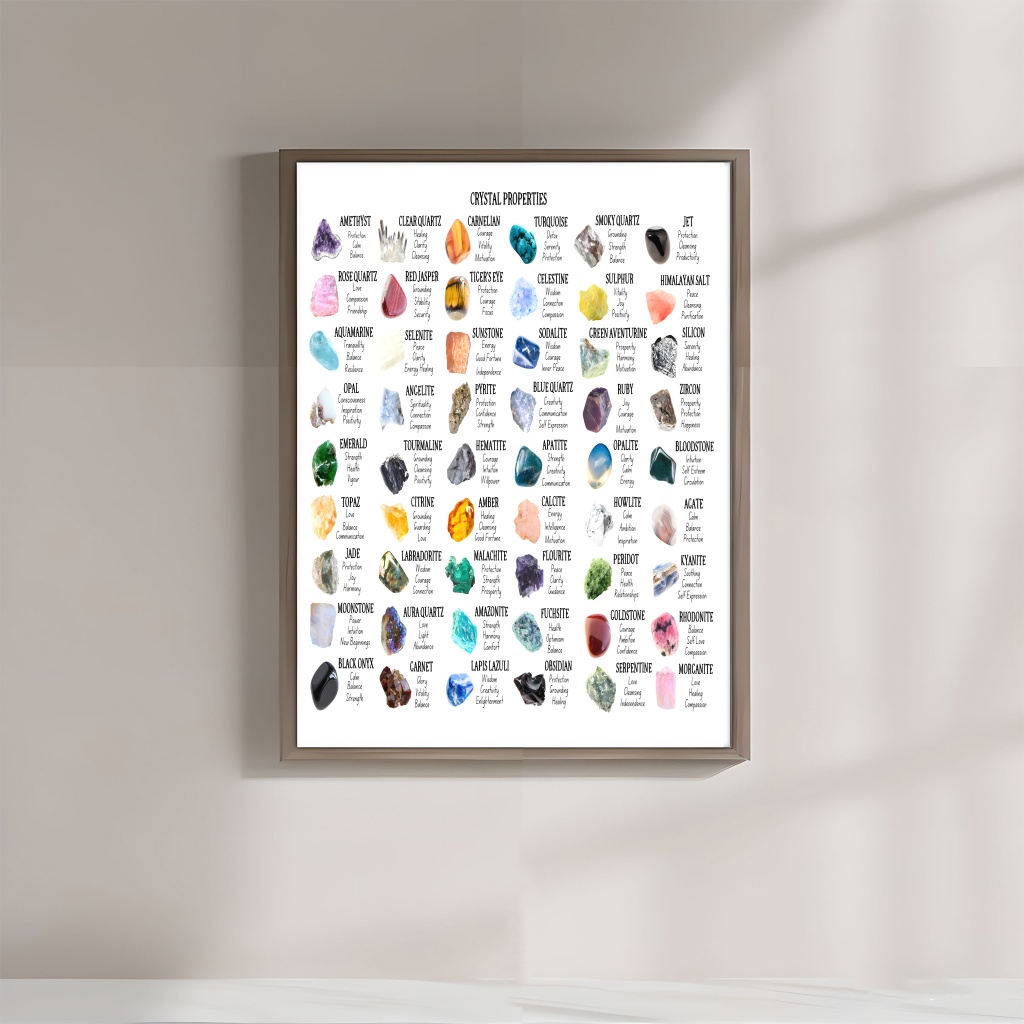 CRYSTAL PROPERTIES
AMETHYST
Protection
Calm
Balance
CLEAR QUARTZ
Healing
Clarity
Cleansing
CARNELIAN
Courage
Vitality
Motivation
TURQUOISE
Detox
Serenity
Protection
SMOKY QUARTZ
Grounding
Strength
Balance
JET
Protection
Cleansing
Productivity
ROSE QUARTZ
Love
Compassion
Friendship
RED JASPER
Grounding
Stability
Security
TIGER'S EYE
Protection
Courage
Focus
CELESTINE
Wisdom
Connection
Compassion
SULPHUR
Vitality
Joy
Positivity
HIMALAYAN SALT
Peace
Cleansing
Purification
AQUAMARINE
Tranquility
Balance
Resilience
SELENITE
Peace
Clarity
Energy Healing
SUNSTONE
Energy
Good Fortune
Independence
SODALITE
Wisdom
Courage
Inner Peace
GREEN AVENTURINE
Prosperity
Harmony
Motivation
SILICON
Serenity
Healing
Abundance
OPAL
Consciousness
Inspiration
Positivity
ANGELITE
Spirituality
Connection
Compassion
PYRITE
Protection
Confidence
Strength
BLUE QUARTZ
Creativity
Communication
Self Expression
RUBY
Joy
Courage
Motivation
ZIRCON
Prosperity
Protection
Happiness
EMERALD
Strength
Health
Vigour
TOURMALINE
Grounding
Cleansing
Positivity
HEMATITE
Courage
Intuition
Willpower
APATITE
Strength
Creativity
Communication
OPALITE
Clarity
Calm
Energy
BLOODSTONE
Intuition
Self Esteem
Circulation
TOPAZ
Love
Balance
Communication
CITRINE
Grounding
Guarding
Love
AMBER
Healing
Cleansing
Good Fortune
CALCITE
Energy
Intelligence
Motivation
HOWLITE
Calm
Ambition
Inspiration
AGATE
Calm
Balance
Protection
JADE
Protection
Joy
Harmony
LABRADORITE
Wisdom
Courage
Connection
MALACHITE
Protection
Strength
Prosperity
FLOURITE
Peace
Clarity
Guidance
PERIDOT
Peace
Health
Relationships
KYANITE
Soothing
Connection
Self Expression
MOONSTONE
Power
Intuition
New Beginnings
AURA QUARTZ
Love
Light
Abundance
AMAZONITE
Strength
Harmony
Comfort
FUCHSITE
Health
Optimism
Balance
GOLDSTONE
Courage
Ambition
Confidence
RHODONITE
Balance
Self Love
Compassion
BLACK ONYX
Calm
Balance
Strength
GARNET
Glory
Vitality
Balance
LAPIS LAZULI
Wisdom
Creativity
Enlightenment
OBSIDIAN
Protection
Grounding
Healing
SERPENTINE
Love
Cleansing
Independence
MORGANITE
Love
Healing
Compassion